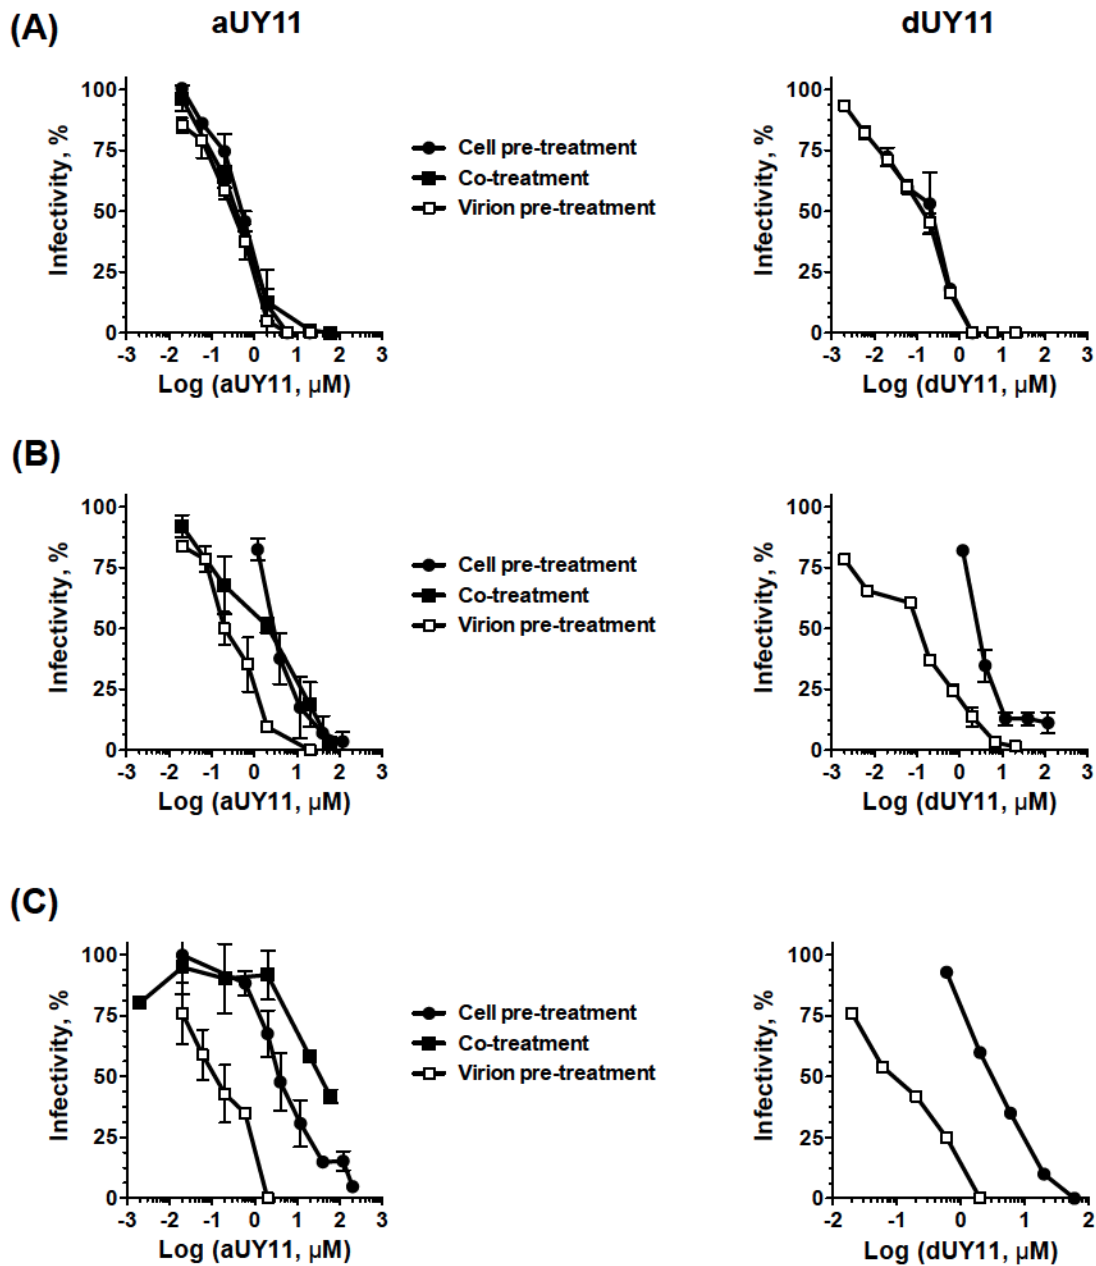 (A)
aUY11
dUY11
Infectivity, %
100
75
50
25
0
-3 -2 -1 0 1 2 3
Log (aUY11, µM)
Cell pre-treatment
Co-treatment
Virion pre-treatment
Infectivity, %
100
75
50
25
0
-3 -2 -1 0 1 2 3
Log (dUY11, µM)
(B)
Infectivity, %
100
75
50
25
0
-3 -2 -1 0 1 2 3
Log (aUY11, µM)
Cell pre-treatment
Co-treatment
Virion pre-treatment
Infectivity, %
100
75
50
25
0
-3 -2 -1 0 1 2 3
Log (dUY11, µM)
(C)
Infectivity, %
100
75
50
25
0
-3 -2 -1 0 1 2 3
Log (aUY11, µM)
Cell pre-treatment
Co-treatment
Virion pre-treatment
Infectivity, %
100
75
50
25
0
-2 -1 0 1 2
Log (dUY11, µM)